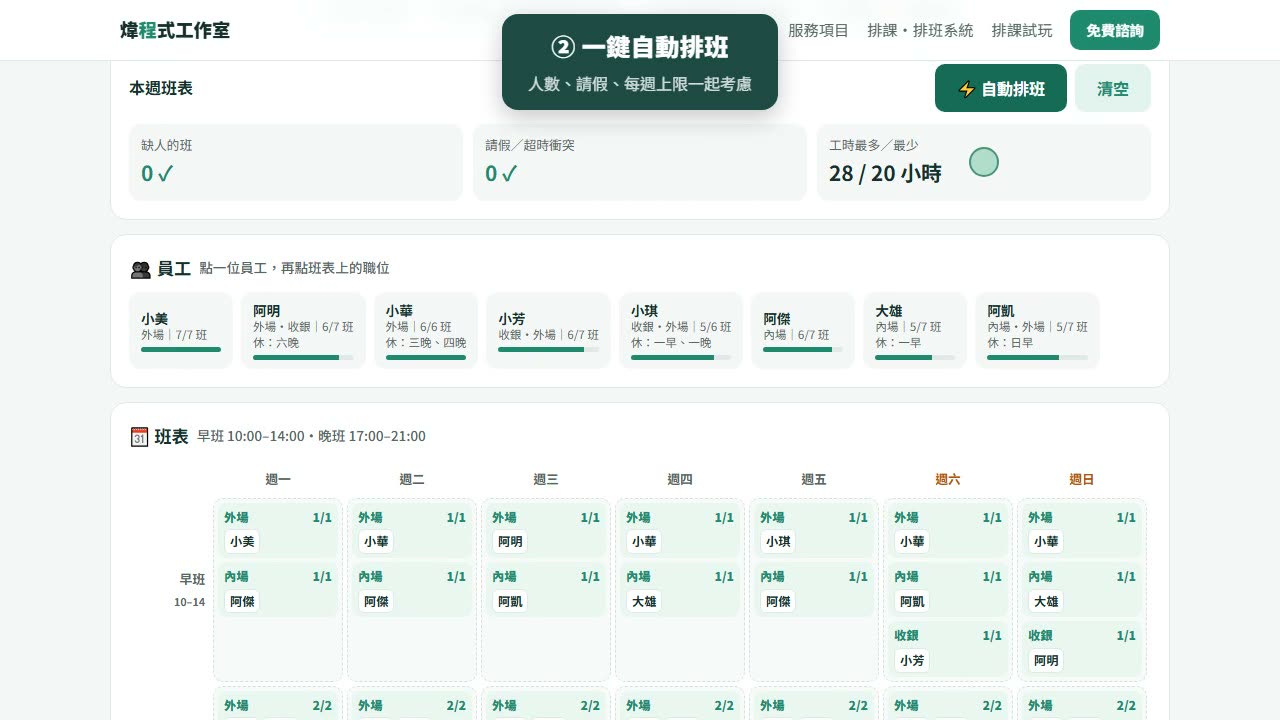 煒程式工作室
服務項目
排課・排班系統
排課試玩
免費諮詢
② 一鍵自動排班
人數、請假、每週上限一起考慮
本週班表
⚡ 自動排班
清空
缺人的班
0 ✓
請假／超時衝突
0 ✓
工時最多／最少
28 / 20 小時
👥 員工 點一位員工，再點班表上的職位
小美
外場｜7/7 班
阿明
外場・收銀｜6/7 班
休：六晚
小華
外場｜6/6 班
休：三晚、四晚
小芳
收銀・外場｜6/7 班
小琪
收銀・外場｜5/6 班
休：一早、一晚
阿傑
內場｜6/7 班
大雄
內場｜5/7 班
休：一早
阿凱
內場・外場｜5/7 班
休：日早
📅 班表 早班 10:00–14:00・晚班 17:00–21:00
週一 週二 週三 週四 週五 週六 週日
早班
10–14
外場 1/1 外場 1/1 外場 1/1 外場 1/1 外場 1/1 外場 1/1 外場 1/1
小美 小華 阿明 小華 小琪 小華 小華
內場 1/1 內場 1/1 內場 1/1 內場 1/1 內場 1/1 內場 1/1 內場 1/1
阿傑 阿傑 阿凱 大雄 阿傑 阿凱 大雄
收銀 1/1 收銀 1/1
小芳 阿明
外場 2/2 外場 2/2 外場 2/2 外場 2/2 外場 2/2 外場 2/2 外場 2/2